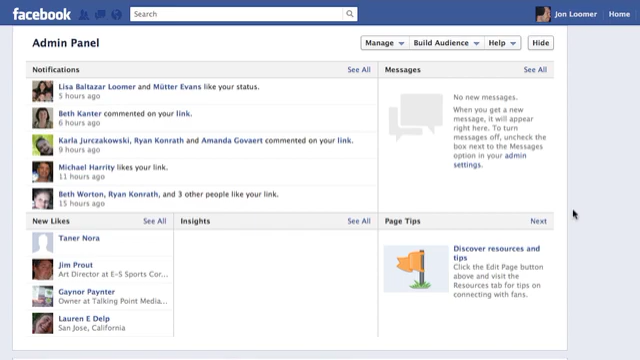 facebook
Search
Jon Loomer
Home
Admin Panel
Manage
Build Audience
Help
Hide
Notifications
See All
Lisa Baltazar Loomer and Mütter Evans like your status.
5 hours ago
Beth Kanter commented on your link.
6 hours ago
Karla Jurczakowski, Ryan Konrath and Amanda Govaert commented on your link.
9 hours ago
Michael Harrity likes your link.
11 hours ago
Beth Worton, Ryan Konrath, and 3 other people like your link.
15 hours ago
Messages
See All
No new messages.
When you get a new
message, it will appear
right here. To turn
messages off, uncheck the
box next to the Messages
option in your admin
settings.
New Likes
See All
Taner Nora
Jim Prout
Art Director at E-S Sports Cor...
Gaynor Paynter
Owner at Talking Point Media...
Lauren E Delp
San Jose, California
Insights
See All
Page Tips
Next
Discover resources and
tips
Click the Edit Page button
above and visit the
Resources tab for tips on
connecting with fans.